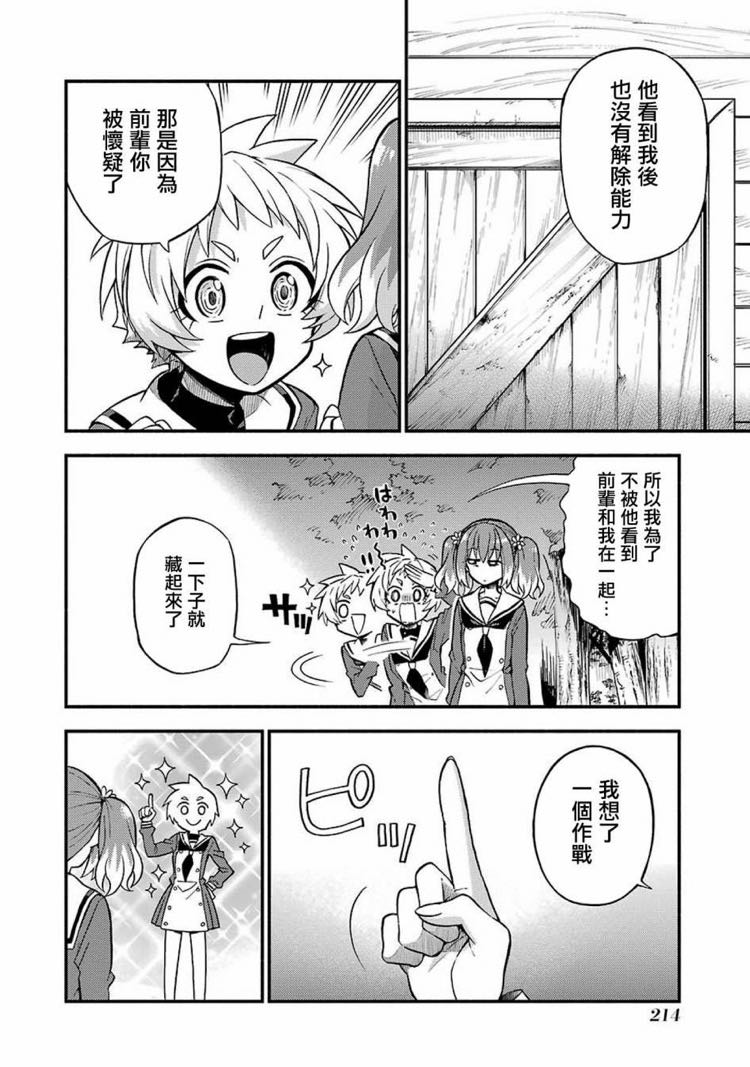 他看到我後
也沒有解除能力
那是因為
前輩你
被懷疑了
所以我為了
不被他看到
前輩和我在一起…
はわわ
わわ
!!
サッ
一下子就
藏起來了
我想了
一個作戰
ピッ
214